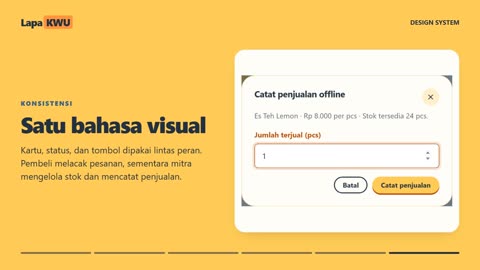 Lapa KWU
DESIGN SYSTEM
KONSISTENSI
Satu bahasa visual
Kartu, status, dan tombol dipakai lintas peran.
Pembeli melacak pesanan, sementara mitra
mengelola stok dan mencatat penjualan.
Catat penjualan offline
Es Teh Lemon · Rp 8.000 per pcs · Stok tersedia 24 pcs.
Jumlah terjual (pcs)
1
Batal
Catat penjualan